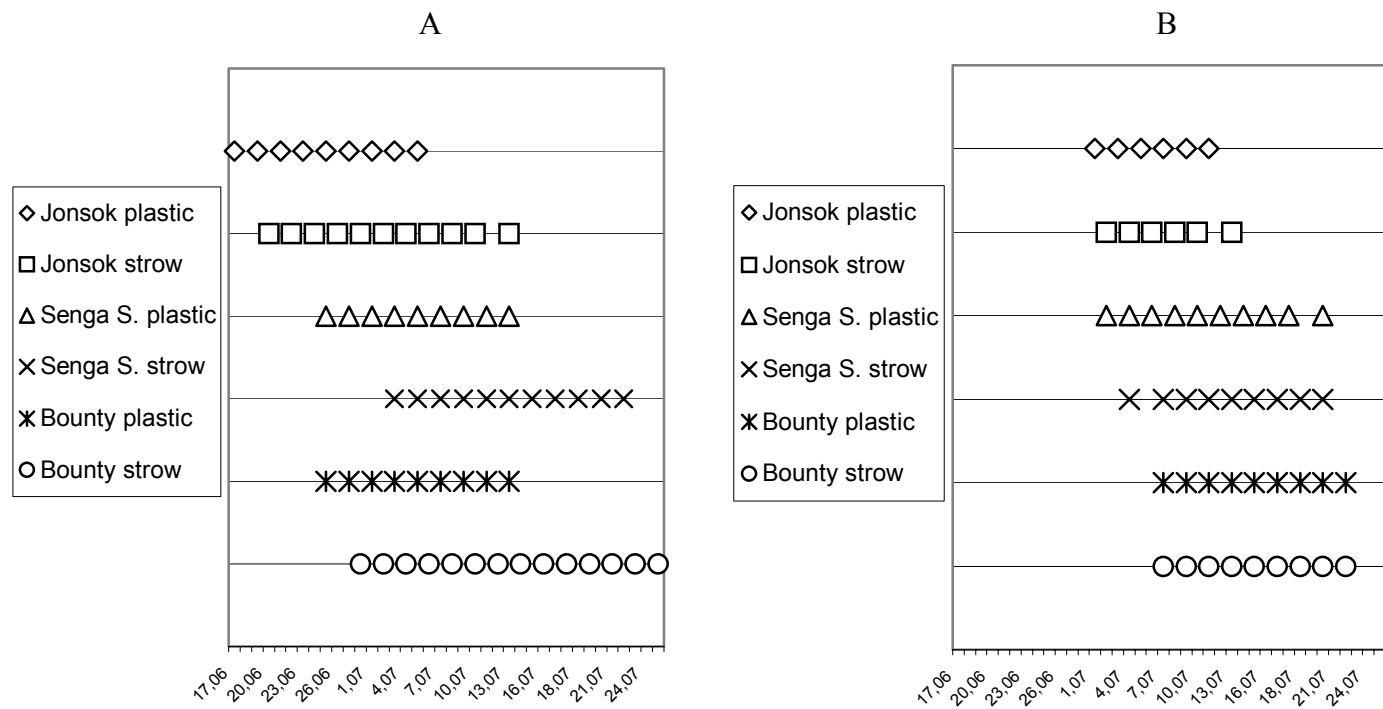 A
Jonsok plastic
Jonsok strow
Senga S. plastic
Senga S. strow
Bounty plastic
Bounty strow
17,06 20,06 23,06 26,06 1,07 4,07 7,07 10,07 13,07 16,07 18,07 21,07 24,07
B
Jonsok plastic
Jonsok strow
Senga S. plastic
Senga S. strow
Bounty plastic
Bounty strow
17,06 20,06 23,06 26,06 1,07 4,07 7,07 10,07 13,07 16,07 18,07 21,07 24,07